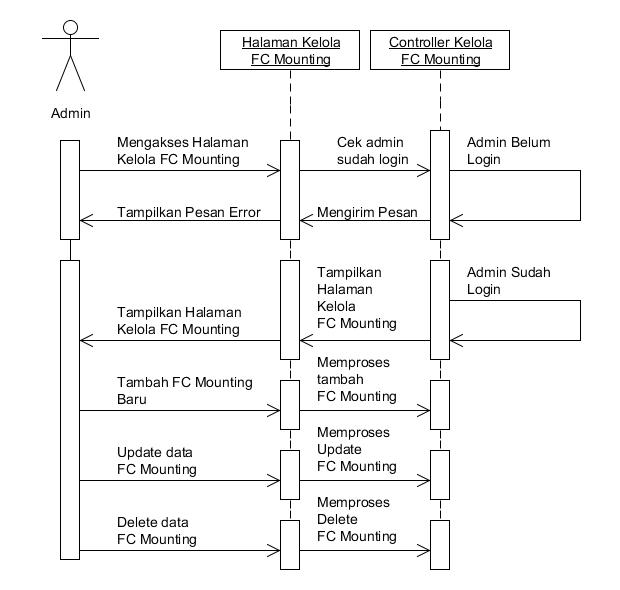 Halaman Kelola
FC Mounting
Controller Kelola
FC Mounting
Admin
Mengakses Halaman
Kelola FC Mounting
Cek admin
sudah login
Admin Belum
Login
Tampilkan Pesan Error
Mengirim Pesan
Tampilkan
Halaman
Kelola
FC Mounting
Admin Sudah
Login
Tampilkan Halaman
Kelola FC Mounting
Tambah FC Mounting
Baru
Memproses
tambah
FC Mounting
Update data
FC Mounting
Memproses
Update
FC Mounting
Delete data
FC Mounting
Memproses
Delete
FC Mounting